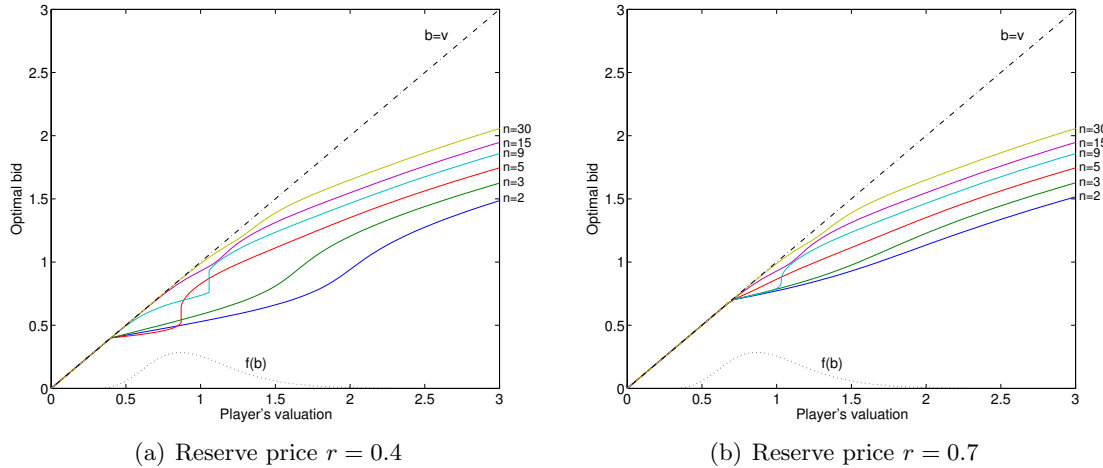 3
b=v
2.5
n=30
2
n=15
n=9
n=5
n=3
n=2
1.5
1
0.5
0
f(b)
0 0.5 1 1.5 2 2.5 3
Player's valuation
Optimal bid
(a) Reserve price r = 0.4
3
b=v
2.5
n=30
2
n=15
n=9
n=5
n=3
n=2
1.5
1
0.5
0
f(b)
0 0.5 1 1.5 2 2.5 3
Player's valuation
Optimal bid
(b) Reserve price r = 0.7